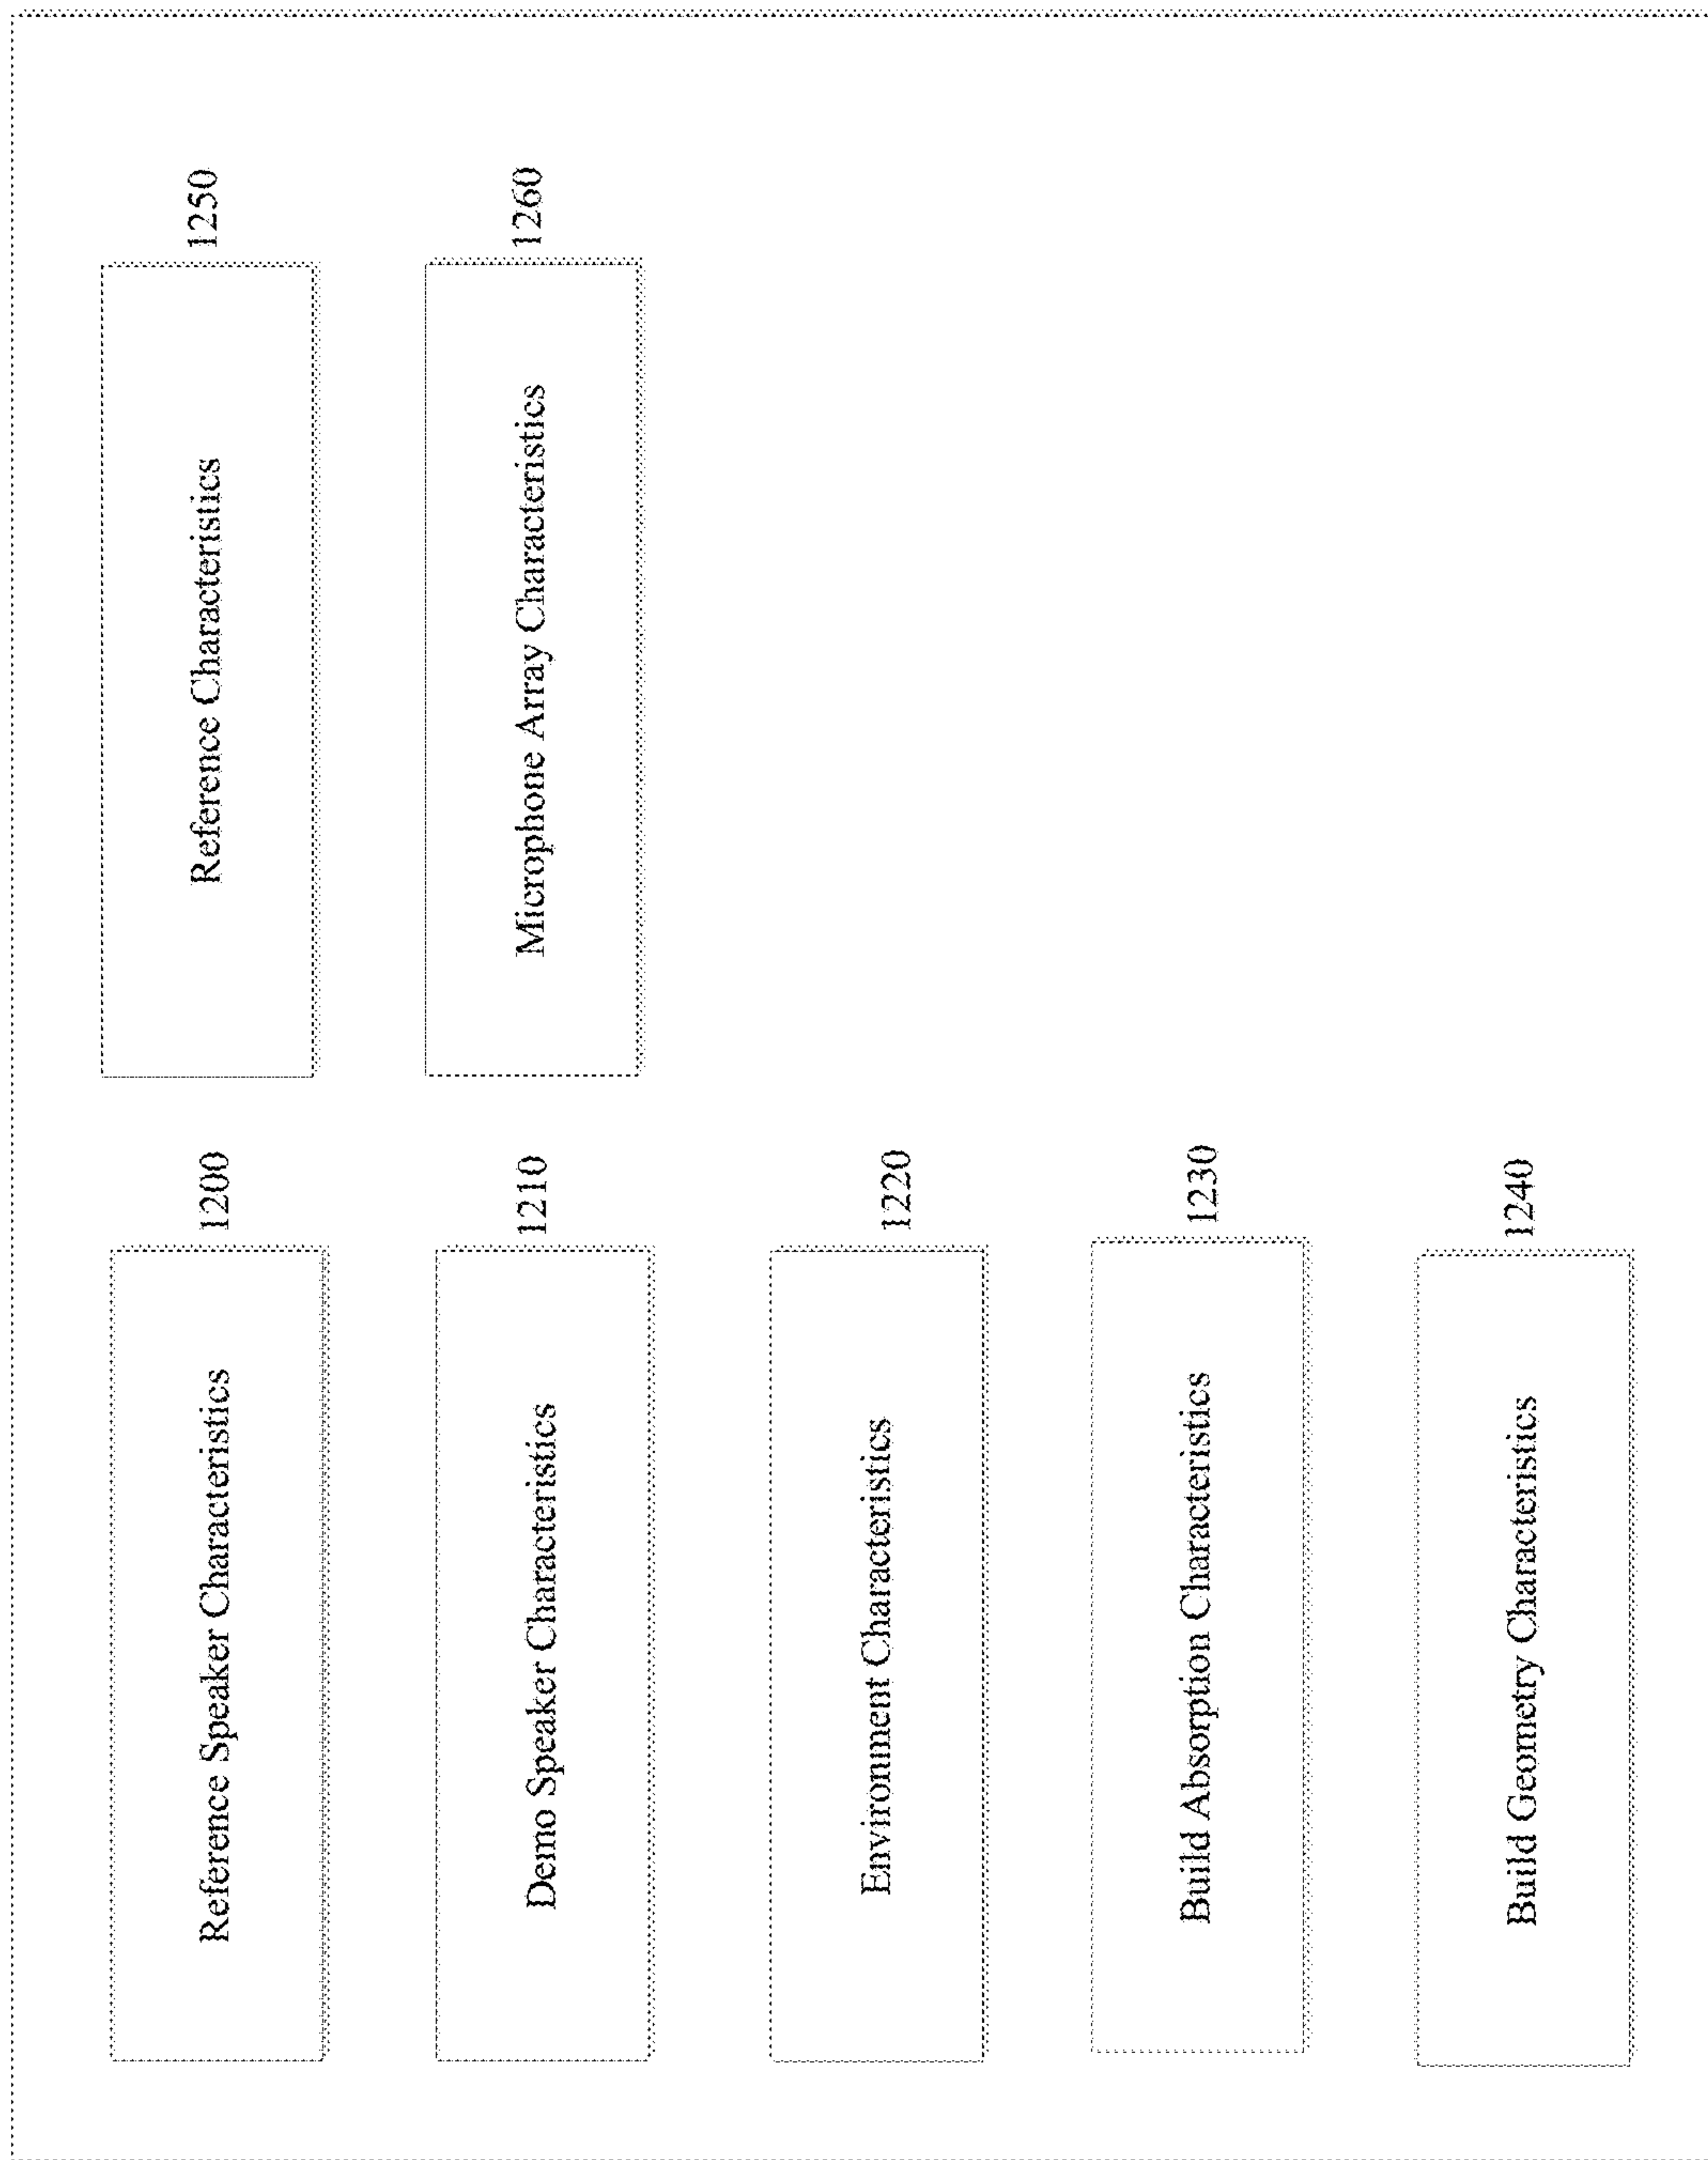 Reference Speaker Characteristics
1200
Demo Speaker Characteristics
1210
Environment Characteristics
1220
Build Absorption Characteristics
1230
Build Geometry Characteristics
1240
Reference Characteristics
1250
Microphone Array Characteristics
1260